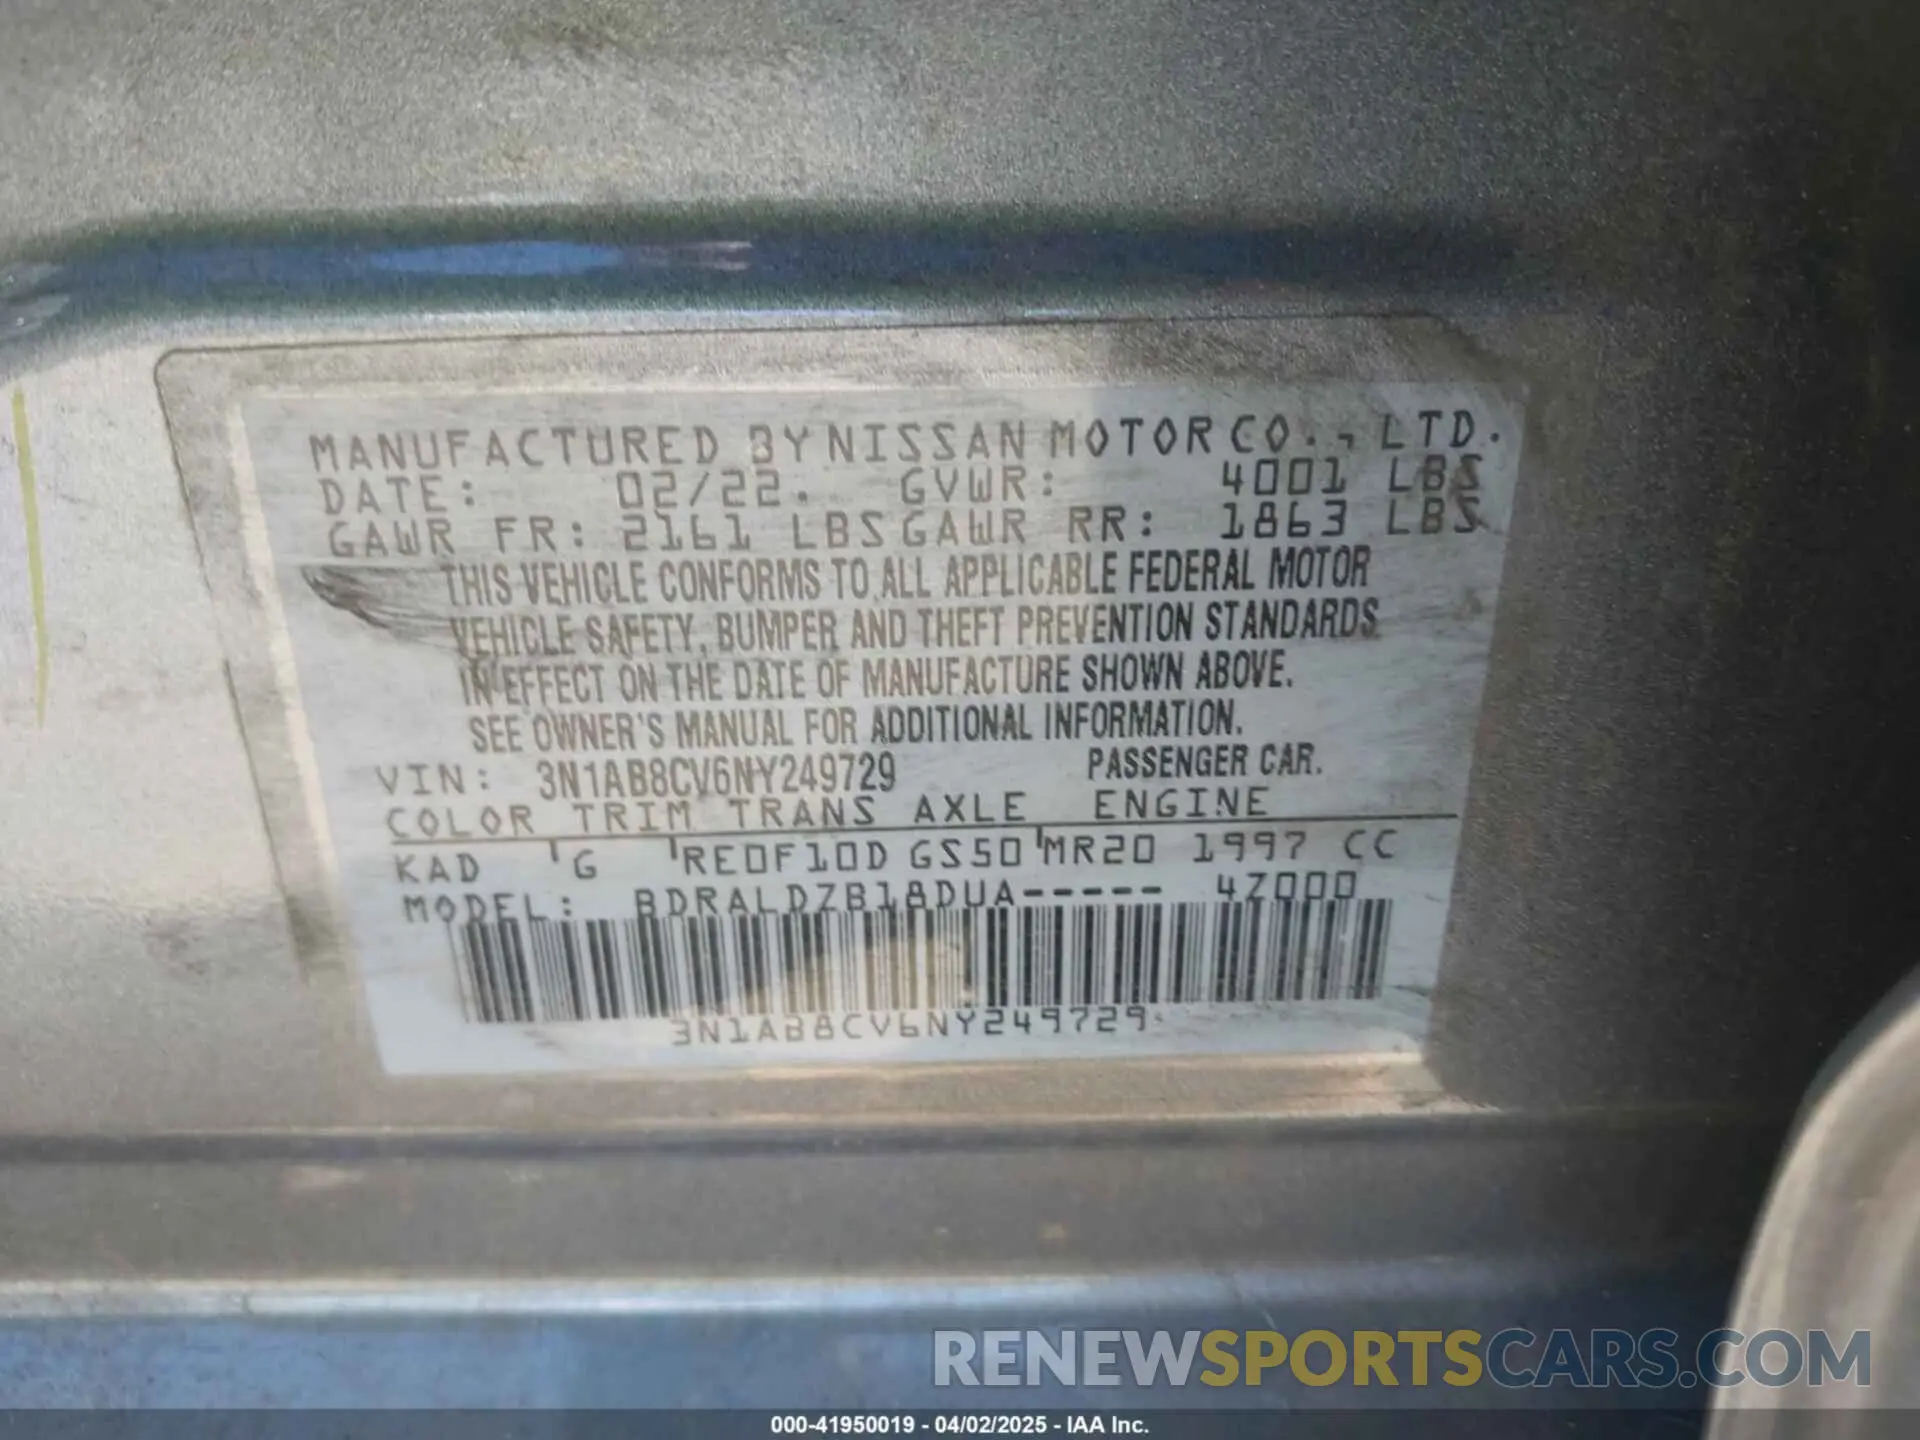 MANUFACTURED BY NISSAN MOTOR CO., LTD.
DATE: 02/22. GVWR: 4001 LBS
GAWR FR: 2161 LBS GAWR RR: 1863 LBS
THIS VEHICLE CONFORMS TO ALL APPLICABLE FEDERAL MOTOR
VEHICLE SAFETY, BUMPER AND THEFT PREVENTION STANDARDS
IN EFFECT ON THE DATE OF MANUFACTURE SHOWN ABOVE.
SEE OWNER'S MANUAL FOR ADDITIONAL INFORMATION.
VIN: 3N1AB8CV6NY249729 PASSENGER CAR.
COLOR TRIM TRANS AXLE ENGINE
KAD G RE0F10D GS50 MR20 1997 CC
MODEL: BDRALDZB18DUA----- 4Z000
3N1AB8CV6NY249729
RENEWSPORTSCARS.COM
000-41950019 - 04/02/2025 - IAA Inc.